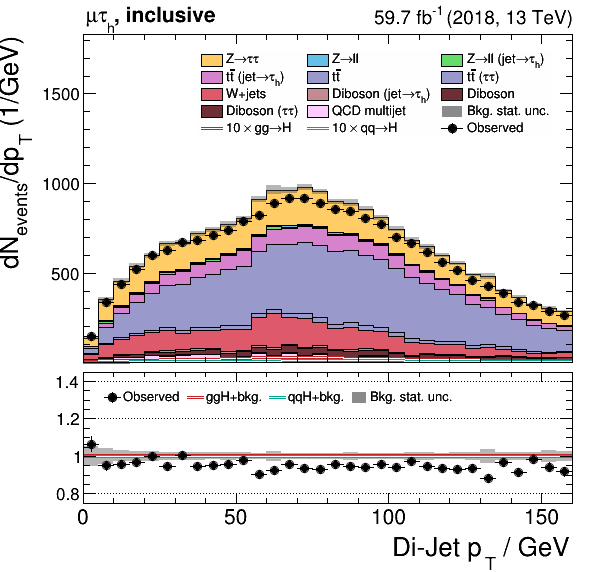 μτh, inclusive 59.7 fb⁻¹ (2018, 13 TeV)
dNevents/dpT (1/GeV)
1500
1000
500
Z→ττ Z→ll Z→ll (jet→τh)
tt̄ (jet→τh) tt̄ tt̄ (ττ)
W+jets Diboson (jet→τh) Diboson
Diboson (ττ) QCD multijet Bkg. stat. unc.
10 × gg→H 10 × qq→H Observed
1.4
1.2
1
0.8
Observed ggH+bkg. qqH+bkg. Bkg. stat. unc.
0 50 100 150
Di-Jet pT / GeV